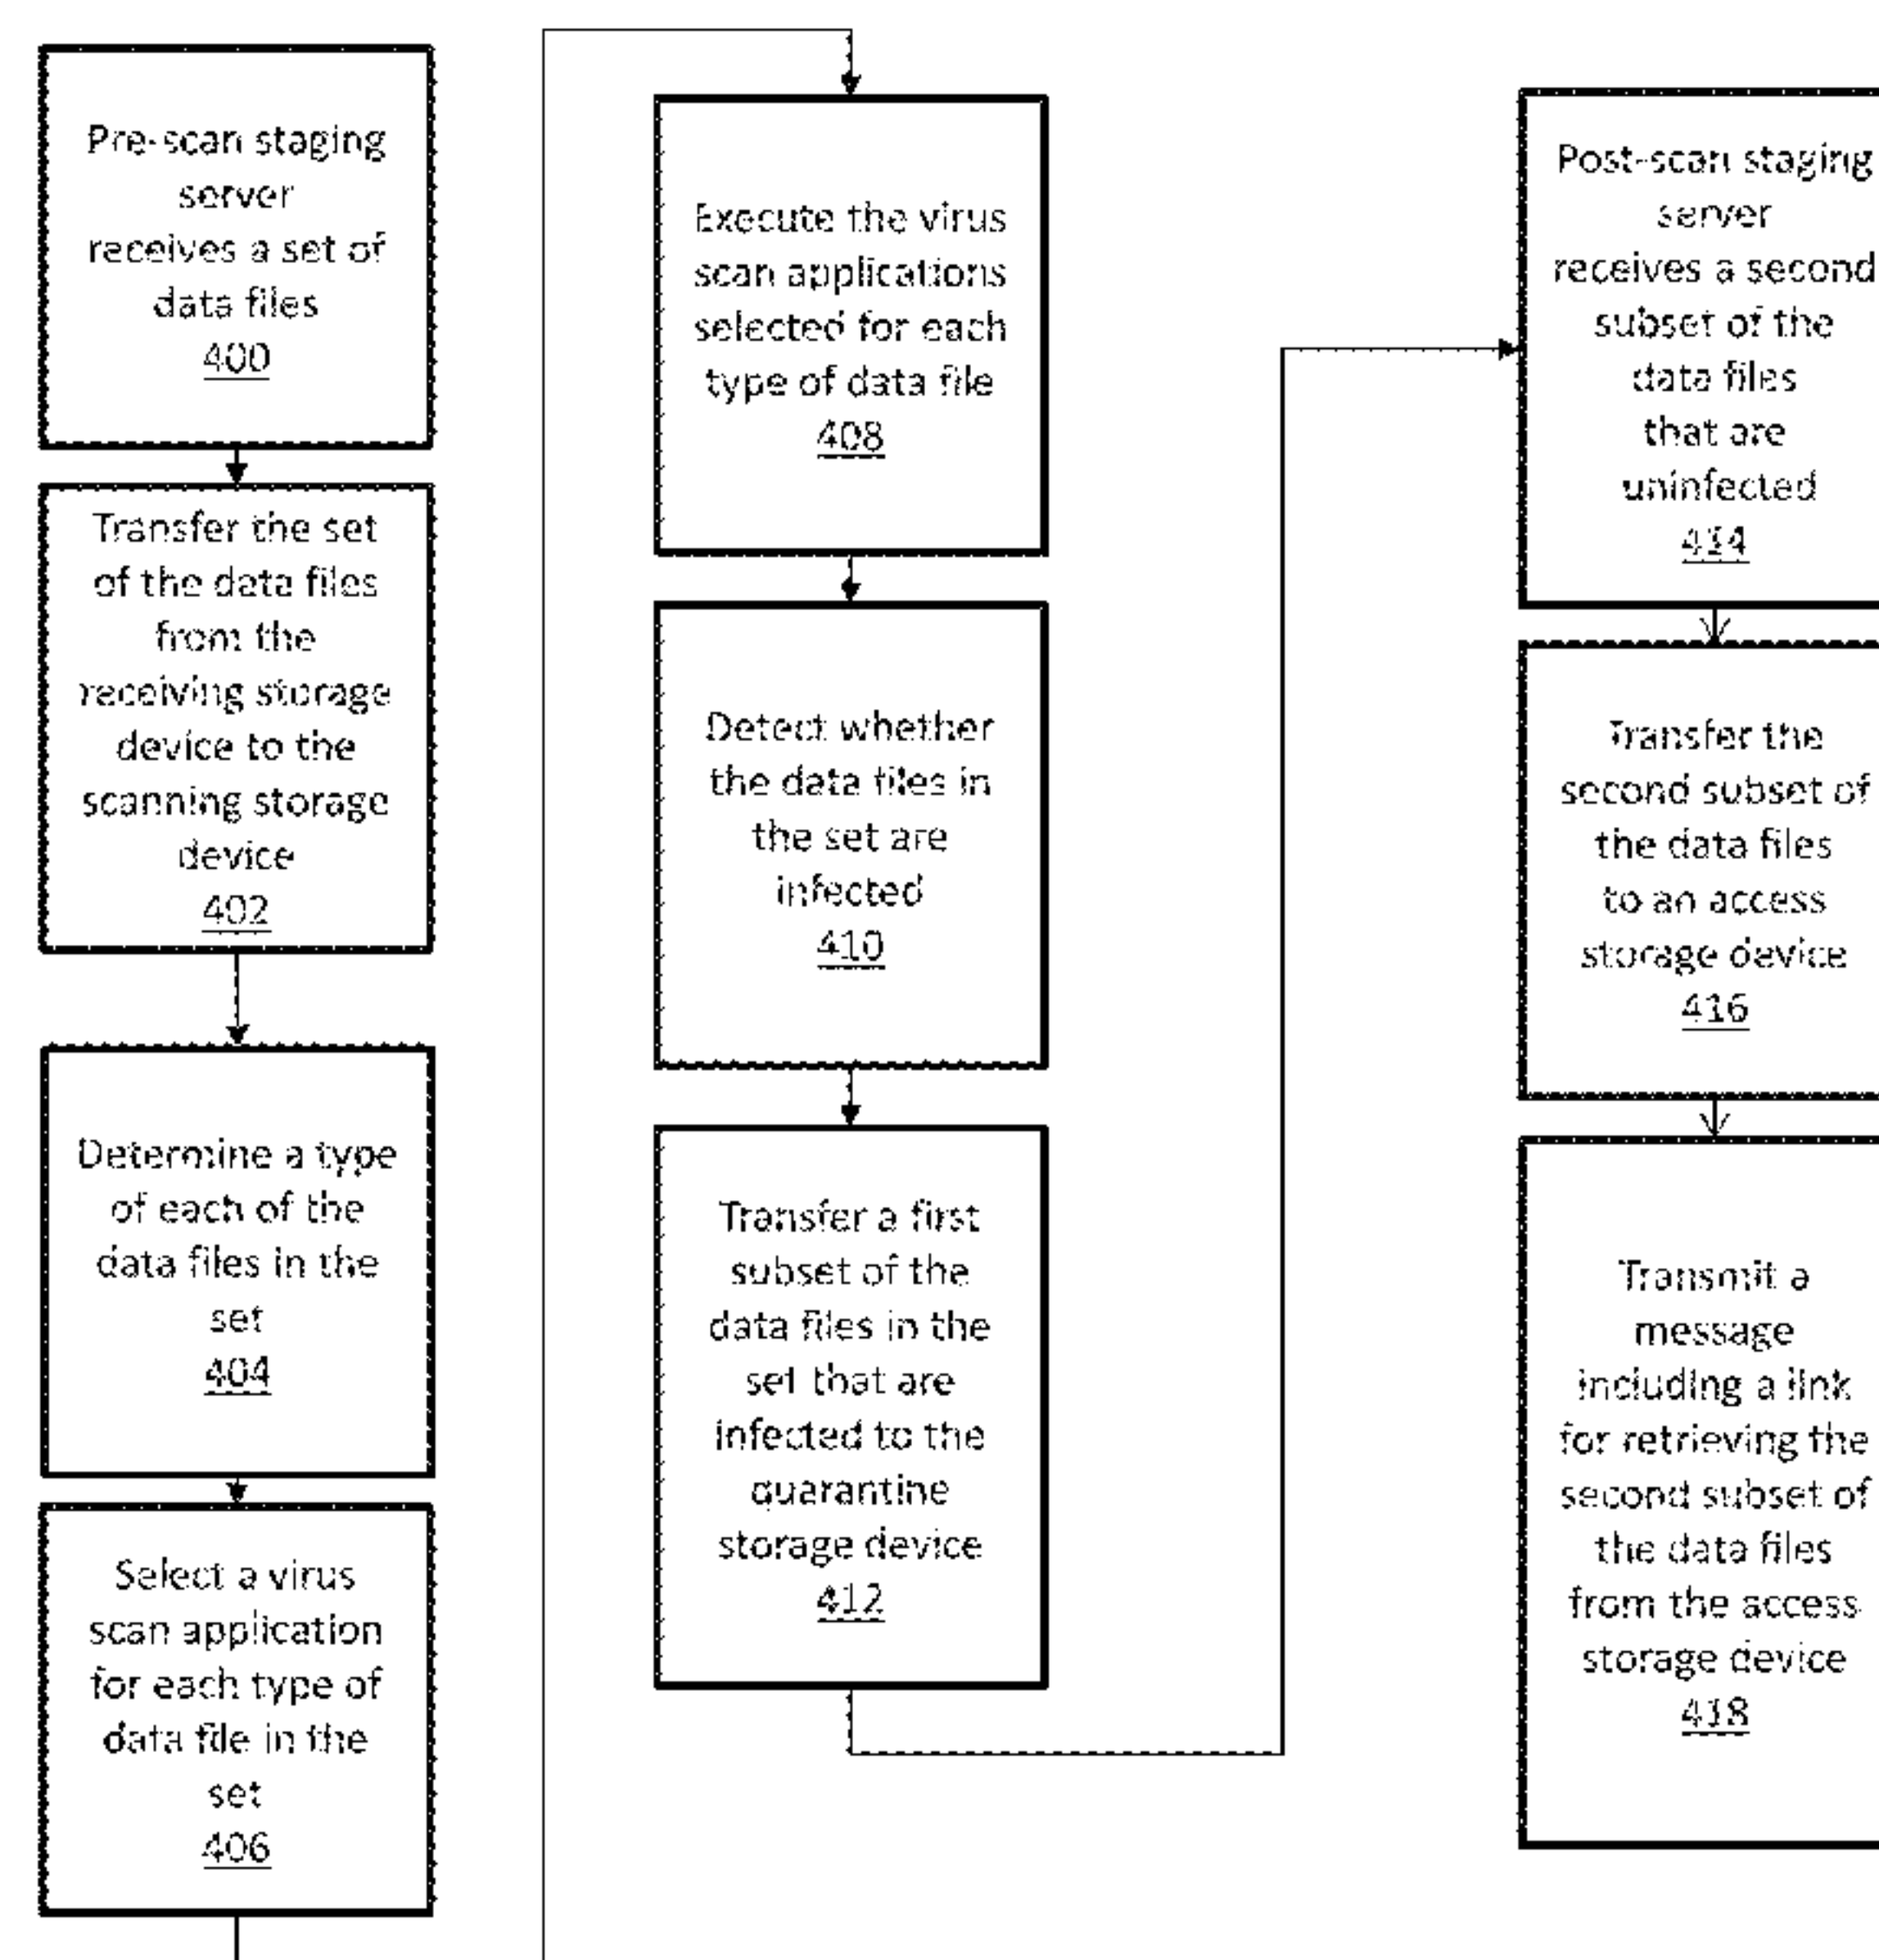 Pre-scan staging
server
receives a set of
data files
400
Transfer the set
of the data files
from the
receiving storage
device to the
scanning storage
device
402
Determine a type
of each of the
data files in the
set
404
Select a virus
scan application
for each type of
data file in the
set
406
Execute the virus
scan applications
selected for each
type of data file
408
Detect whether
the data files in
the set are
infected
410
Transfer a first
subset of the
data files in the
set that are
infected to the
quarantine
storage device
412
Post-scan staging
server
receives a second
subset of the
data files
that are
uninfected
414
Transfer the
second subset of
the data files
to an access
storage device
416
Transmit a
message
including a link
for retrieving the
second subset of
the data files
from the access
storage device
418